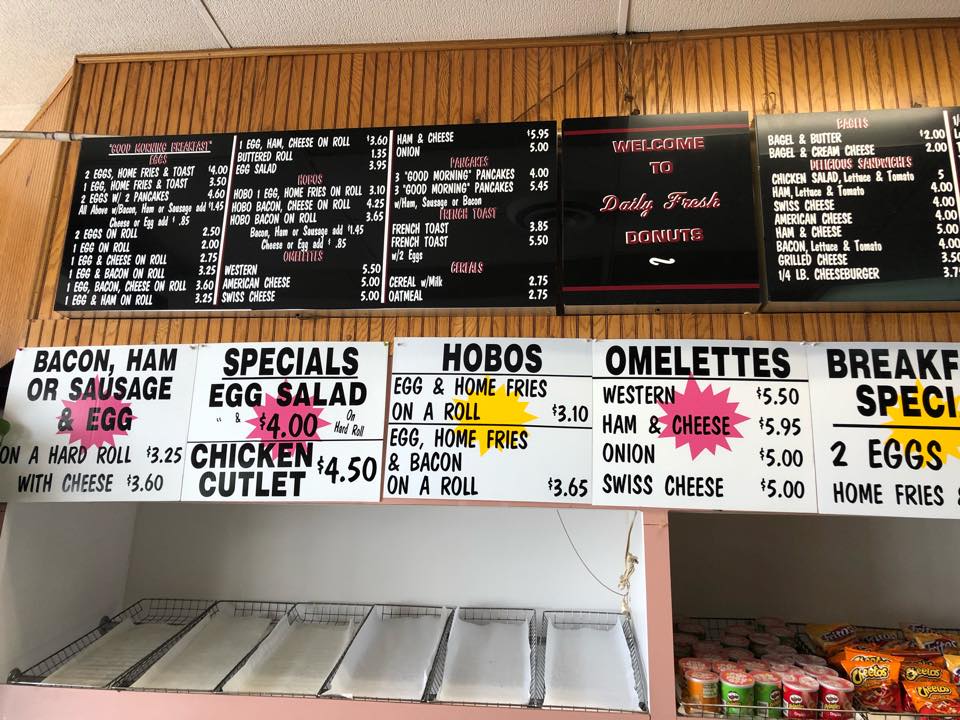 "GOOD MORNING BREAKFAST"
EGGS
2 EGGS, HOME FRIES & TOAST $4.00
1 EGG, HOME FRIES & TOAST 3.50
2 EGGS W/ 2 PANCAKES 4.60
All Above w/Bacon, Ham or Sausage add $1.45
Cheese or Egg add $ .85
2 EGGS ON ROLL 2.50
1 EGG ON ROLL 2.00
1 EGG & CHEESE ON ROLL 2.75
1 EGG & BACON ON ROLL 3.25
1 EGG, BACON, CHEESE ON ROLL 3.60
1 EGG & HAM ON ROLL 3.25
1 EGG, HAM, CHEESE ON ROLL $3.60
BUTTERED ROLL 1.35
EGG SALAD 3.95
HOBOS
HOBO 1 EGG, HOME FRIES ON ROLL 3.10
HOBO BACON, CHEESE ON ROLL 4.25
HOBO BACON ON ROLL 3.65
Bacon, Ham or Sausage add $1.45
Cheese or Egg add $ .85
OMELETTES
WESTERN 5.50
AMERICAN CHEESE 5.00
SWISS CHEESE 5.00
HAM & CHEESE $5.95
ONION 5.00
PANCAKES
3 "GOOD MORNING" PANCAKES 4.00
3 "GOOD MORNING" PANCAKES 5.45
w/Ham, Sausage or Bacon
FRENCH TOAST
FRENCH TOAST 3.85
FRENCH TOAST 5.50
w/2 Eggs
CEREALS
CEREAL w/Milk 2.75
OATMEAL 2.75
WELCOME
TO
Daily Fresh
DONUTS
BAGELS
BAGEL & BUTTER $2.00
BAGEL & CREAM CHEESE 2.00
DELICIOUS SANDWICHES
CHICKEN SALAD, Lettuce & Tomato 5
HAM, Lettuce & Tomato 4.00
SWISS CHEESE 4.00
AMERICAN CHEESE 4.00
HAM & CHEESE 5.00
BACON, Lettuce & Tomato 4.00
GRILLED CHEESE 3.50
1/4 LB. CHEESEBURGER 3.7
BACON, HAM
OR SAUSAGE
& EGG
ON A HARD ROLL $3.25
WITH CHEESE $3.60
SPECIALS
EGG SALAD
" & $4.00 On
Hard Roll
CHICKEN
CUTLET $4.50
HOBOS
EGG & HOME FRIES
ON A ROLL $3.10
EGG, HOME FRIES
& BACON
ON A ROLL $3.65
OMELETTES
WESTERN $5.50
HAM & CHEESE $5.95
ONION $5.00
SWISS CHEESE $5.00
BREAKF
SPECI
2 EGGS
HOME FRIES &
Fritos
Cheetos
Cheetos
Cheetos
Pringles